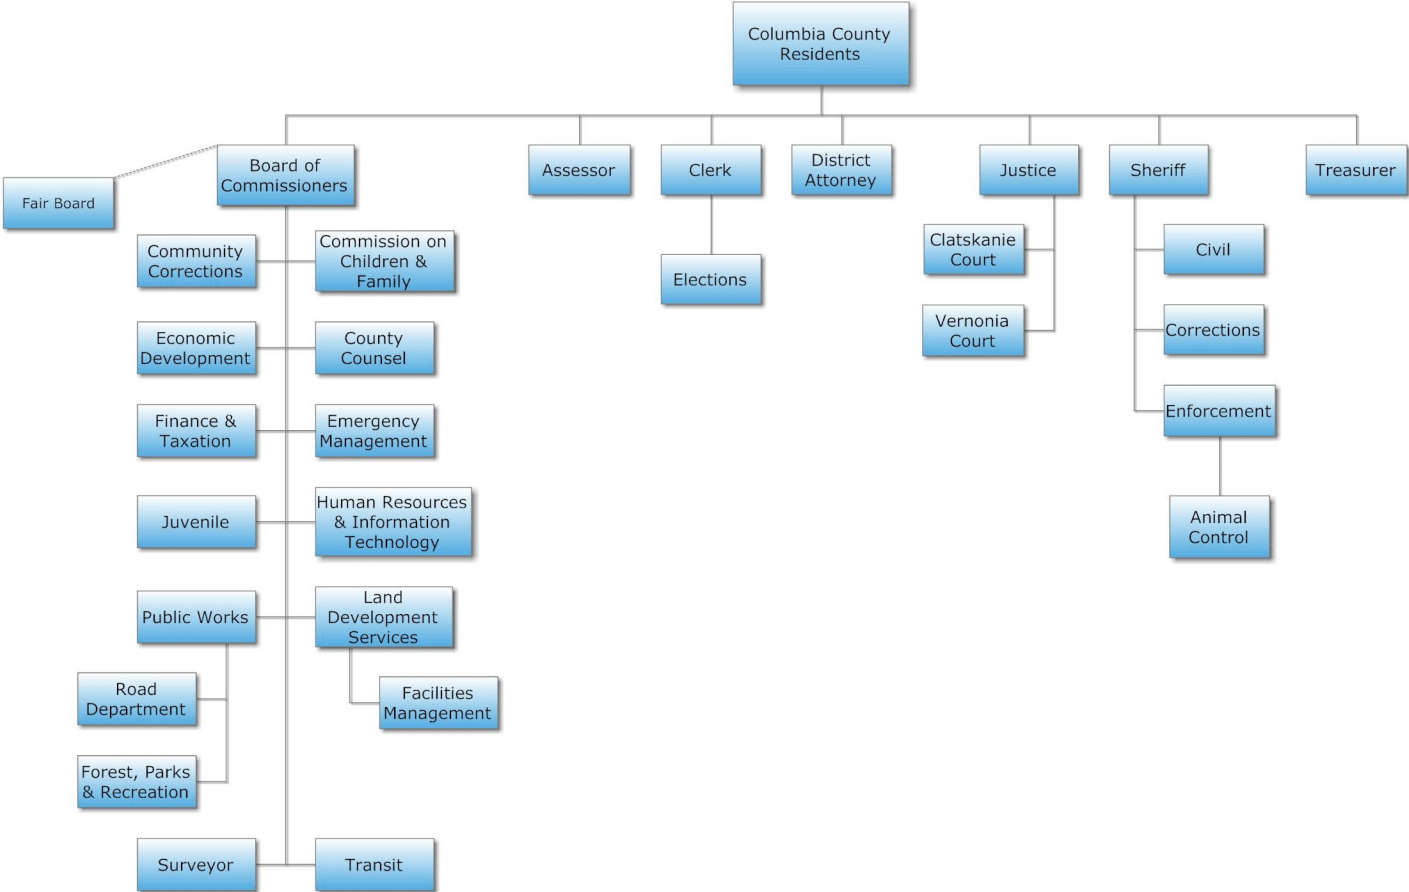 Columbia County
Residents
Board of
Commissioners
Assessor
Clerk
District
Attorney
Justice
Sheriff
Treasurer
Fair Board
Community
Corrections
Commission on
Children &
Family
Economic
Development
County
Counsel
Finance &
Taxation
Emergency
Management
Juvenile
Human Resources
& Information
Technology
Public Works
Land
Development
Services
Road
Department
Facilities
Management
Forest, Parks
& Recreation
Surveyor
Transit
Elections
Clatskanie
Court
Vernonia
Court
Civil
Corrections
Enforcement
Animal
Control